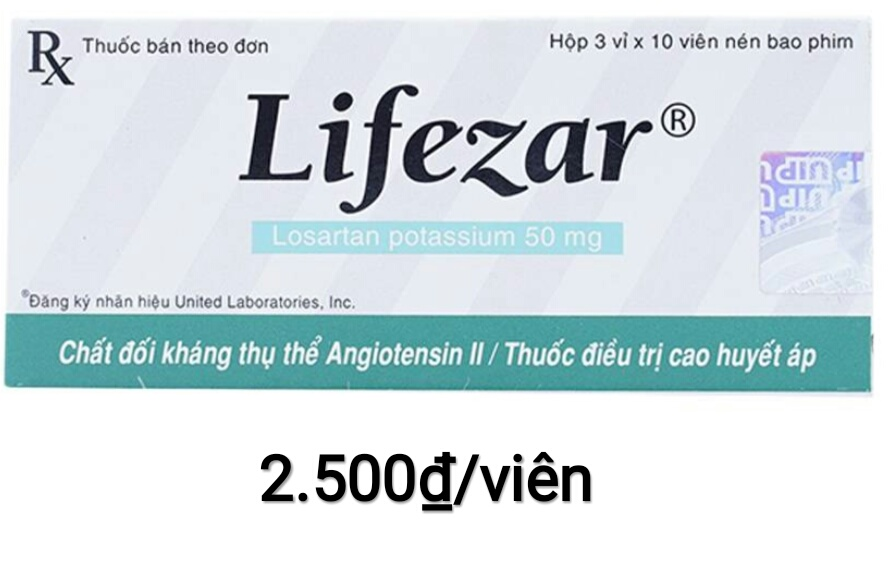 Rx Thuốc bán theo đơn
Hộp 3 vỉ x 10 viên nén bao phim
Lifezar®
Losartan potassium 50 mg
®Đăng ký nhãn hiệu United Laboratories, Inc.
Chất đối kháng thụ thể Angiotensin II / Thuốc điều trị cao huyết áp
2.500₫/viên